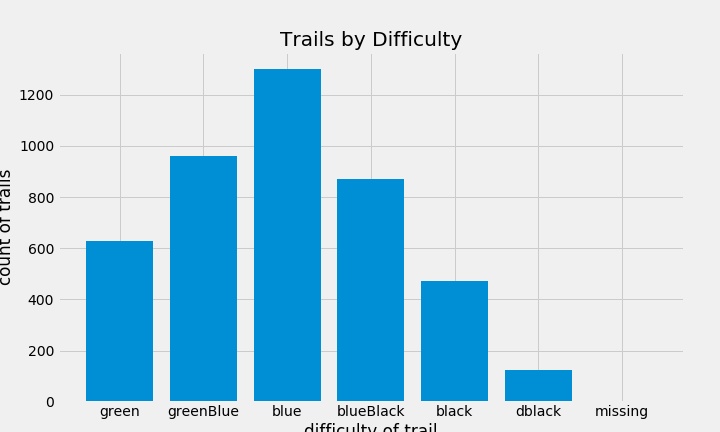 Trails by Difficulty
count of trails
1200
1000
800
600
400
200
0
green greenBlue blue blueBlack black dblack missing
difficulty of trail